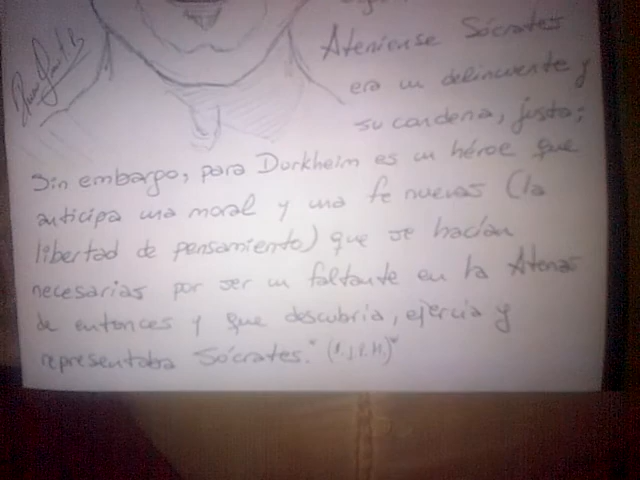 Ateniense Sócrates
era un delincuente y
su condena, justa;
sin embargo, para Durkheim es un héroe que
anticipa una moral y una fe nuevas (la
libertad de pensamiento) que se hacían
necesarias por ser un faltante en la Atenas
de entonces y que descubría, ejercía y
representaba Sócrates."